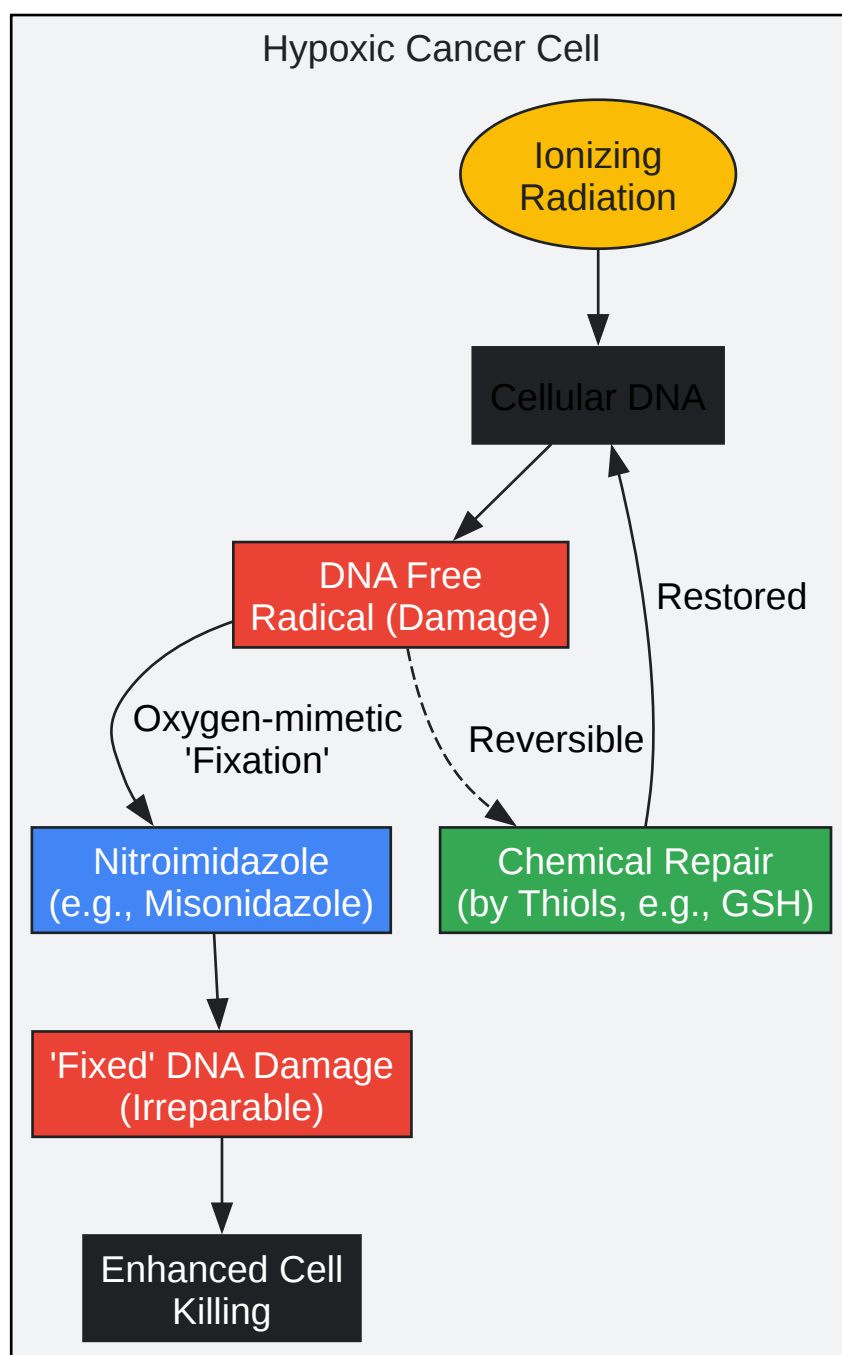 Hypoxic Cancer Cell
Ionizing
Radiation
Cellular DNA
DNA Free
Radical (Damage)
Restored
Oxygen-mimetic
'Fixation'
Reversible
Nitroimidazole
(e.g., Misonidazole)
Chemical Repair
(by Thiols, e.g., GSH)
'Fixed' DNA Damage
(Irreparable)
Enhanced Cell
Killing